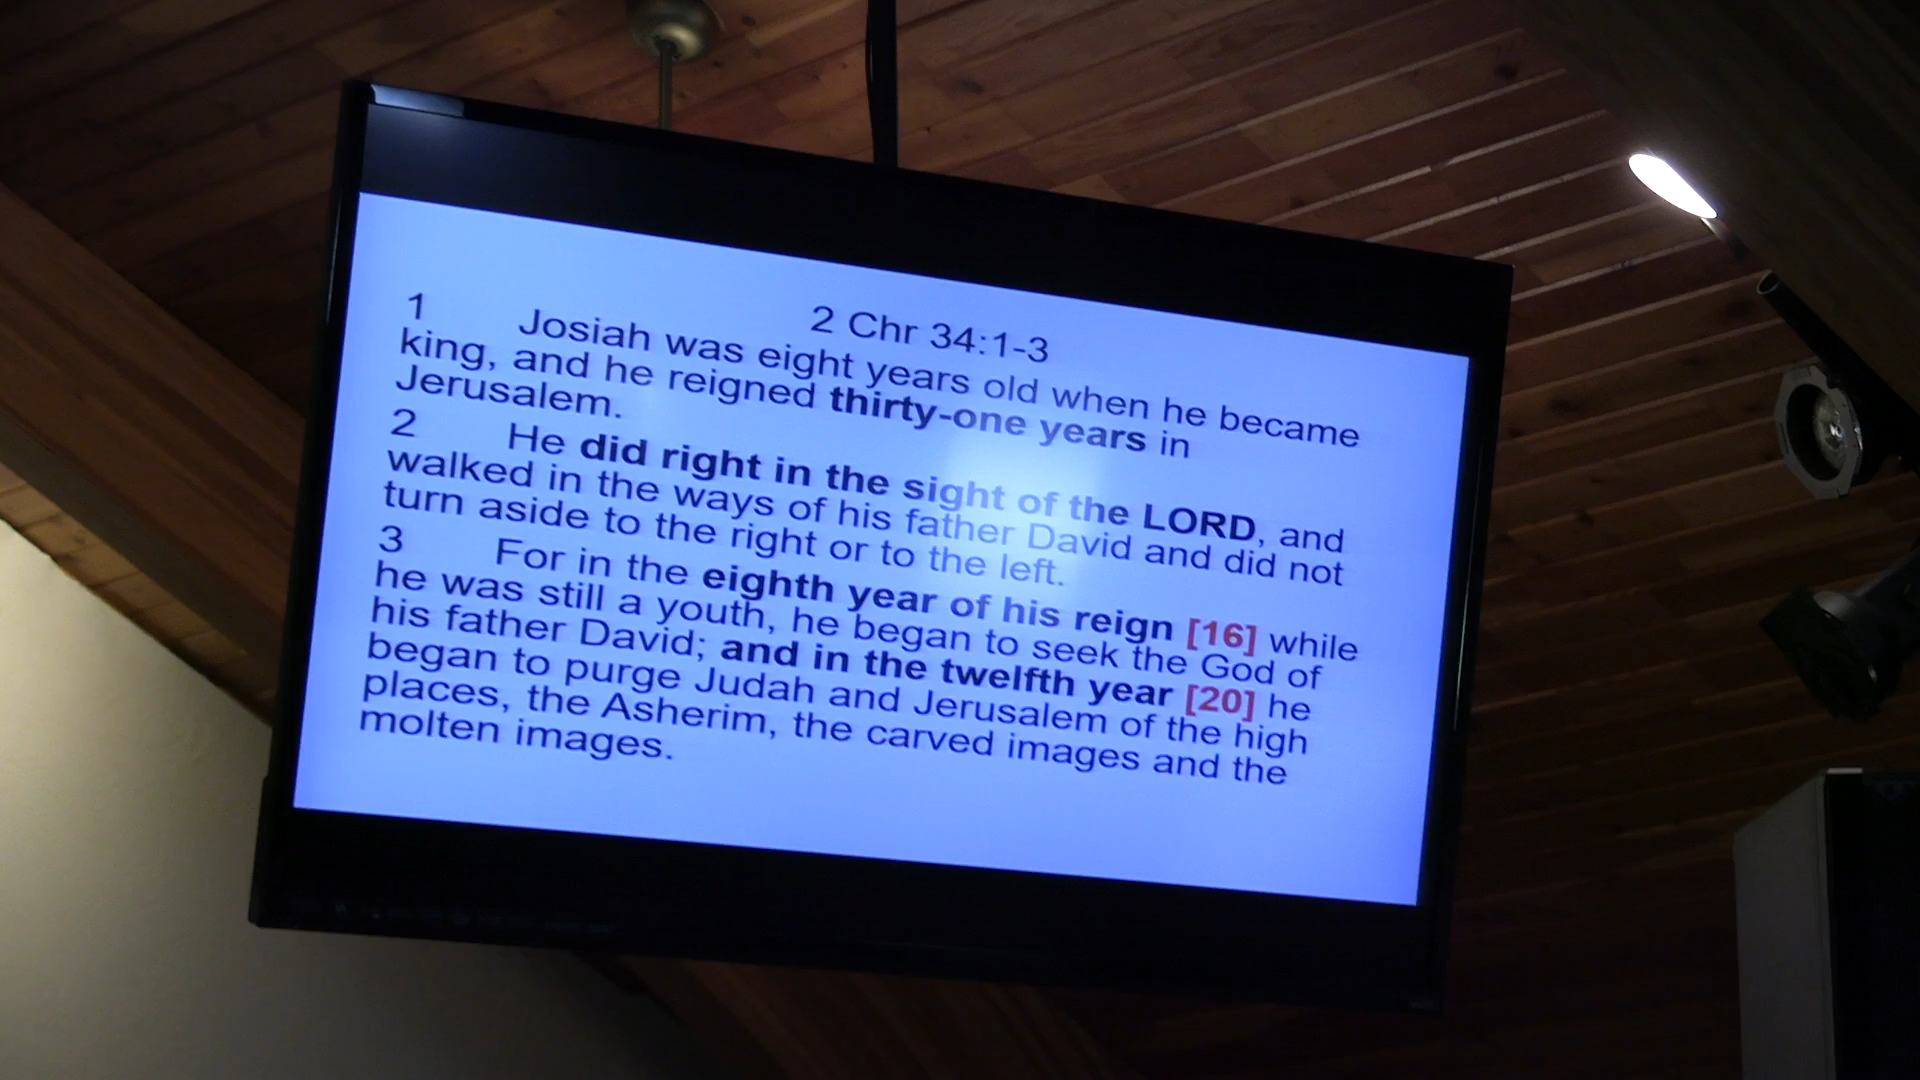 2 Chr 34:1-3
1 Josiah was eight years old when he became
king, and he reigned thirty-one years in
Jerusalem.
2 He did right in the sight of the LORD, and
walked in the ways of his father David and did not
turn aside to the right or to the left.
3 For in the eighth year of his reign [16] while
he was still a youth, he began to seek the God of
his father David; and in the twelfth year [20] he
began to purge Judah and Jerusalem of the high
places, the Asherim, the carved images and the
molten images.